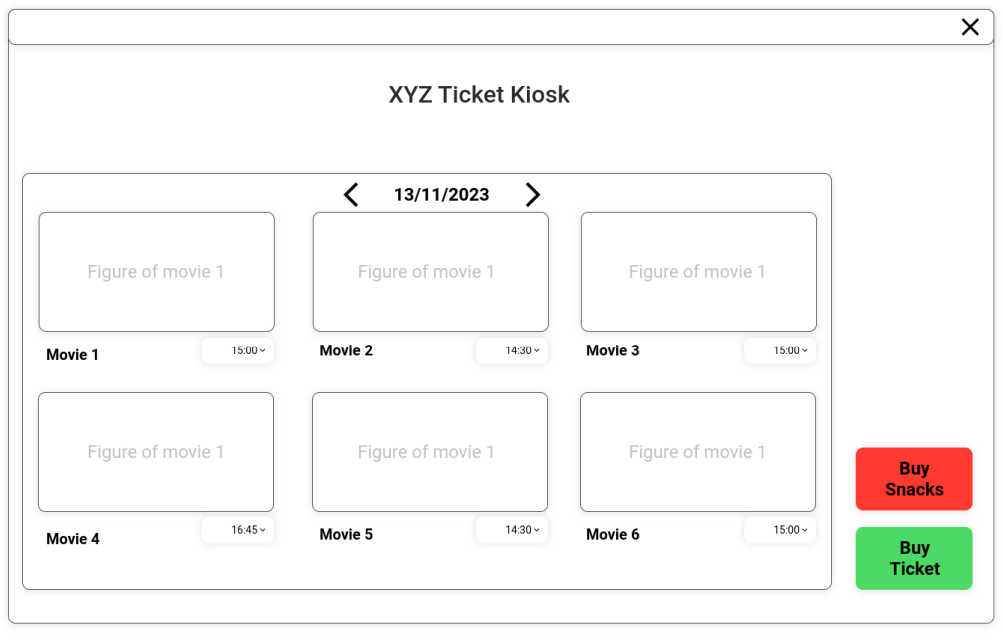 XYZ Ticket Kiosk
13/11/2023
Figure of movie 1
Figure of movie 1
Figure of movie 1
Movie 1
15:00
Movie 2
14:30
Movie 3
15:00
Figure of movie 1
Figure of movie 1
Figure of movie 1
Movie 4
16:45
Movie 5
14:30
Movie 6
15:00
Buy
Snacks
Buy
Ticket